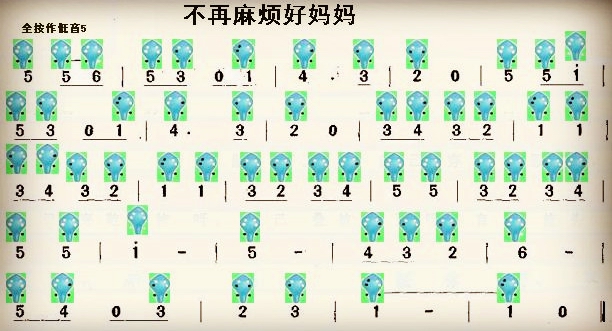 不再麻烦好妈妈
全按作低音5
5 5 6 | 5 3 0 1 | 4 . 3 | 2 0 | 5 5 i |
5 3 0 1 | 4 . 3 | 2 0 | 3 4 3 2 | 1 1 |
3 4 3 2 | 1 1 | 3 2 3 4 | 5 5 | 3 2 3 4 |
5 5 | i - | 5 - | 4 3 2 | 6 - |
5 4 0 3 | 2 3 | 1 - | 1 0 ‖